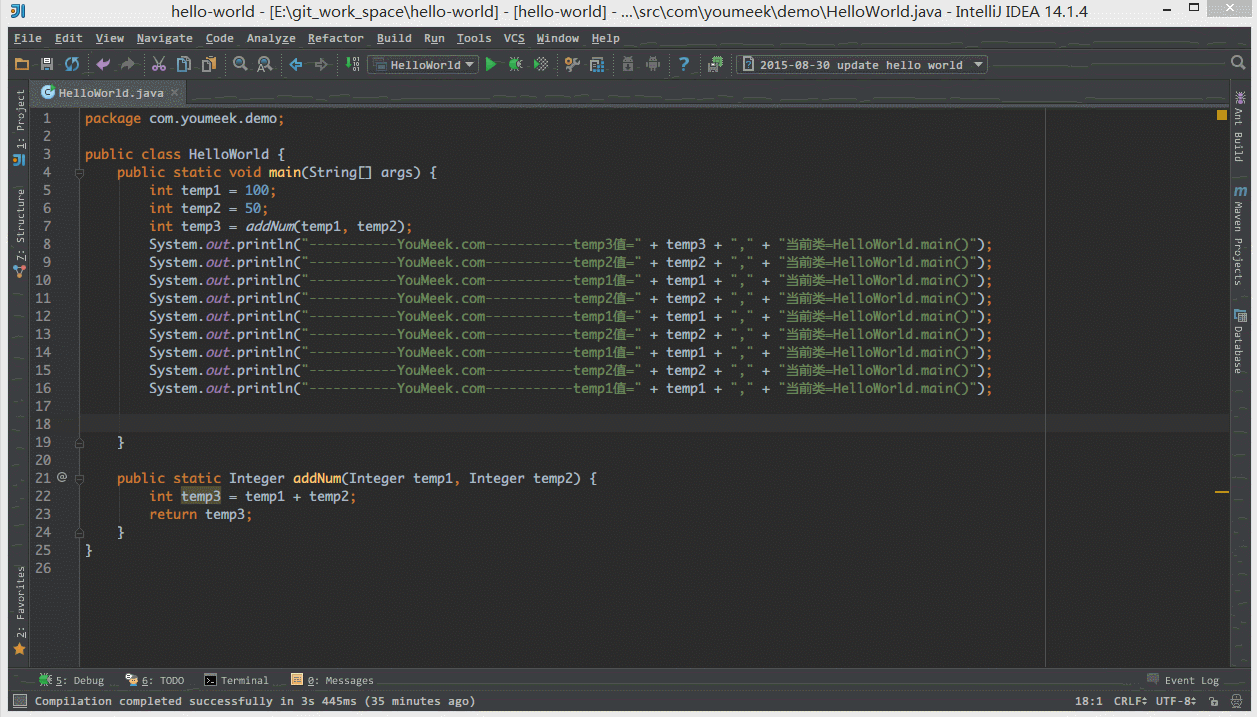 hello-world - [E:\git_work_space\hello-world] - [hello-world] - ...\src\com\youmeek\demo\HelloWorld.java - IntelliJ IDEA 14.1.4
File Edit View Navigate Code Analyze Refactor Build Run Tools VCS Window Help
HelloWorld 2015-08-30 update hello world
HelloWorld.java
1: Project
7: Structure
2: Favorites
1 package com.youmeek.demo;
2
3 public class HelloWorld {
4 public static void main(String[] args) {
5 int temp1 = 100;
6 int temp2 = 50;
7 int temp3 = addNum(temp1, temp2);
8 System.out.println("-----------YouMeek.com-----------temp3值=" + temp3 + "," + "当前类=HelloWorld.main()");
9 System.out.println("-----------YouMeek.com-----------temp2值=" + temp2 + "," + "当前类=HelloWorld.main()");
10 System.out.println("-----------YouMeek.com-----------temp1值=" + temp1 + "," + "当前类=HelloWorld.main()");
11 System.out.println("-----------YouMeek.com-----------temp2值=" + temp2 + "," + "当前类=HelloWorld.main()");
12 System.out.println("-----------YouMeek.com-----------temp1值=" + temp1 + "," + "当前类=HelloWorld.main()");
13 System.out.println("-----------YouMeek.com-----------temp2值=" + temp2 + "," + "当前类=HelloWorld.main()");
14 System.out.println("-----------YouMeek.com-----------temp1值=" + temp1 + "," + "当前类=HelloWorld.main()");
15 System.out.println("-----------YouMeek.com-----------temp2值=" + temp2 + "," + "当前类=HelloWorld.main()");
16 System.out.println("-----------YouMeek.com-----------temp1值=" + temp1 + "," + "当前类=HelloWorld.main()");
17
18
19 }
20
21 @ public static Integer addNum(Integer temp1, Integer temp2) {
22 int temp3 = temp1 + temp2;
23 return temp3;
24 }
25 }
26
Ant Build
Maven Projects
Database
5: Debug 6: TODO Terminal 0: Messages Event Log
Compilation completed successfully in 3s 445ms (35 minutes ago) 18:1 CRLF UTF-8